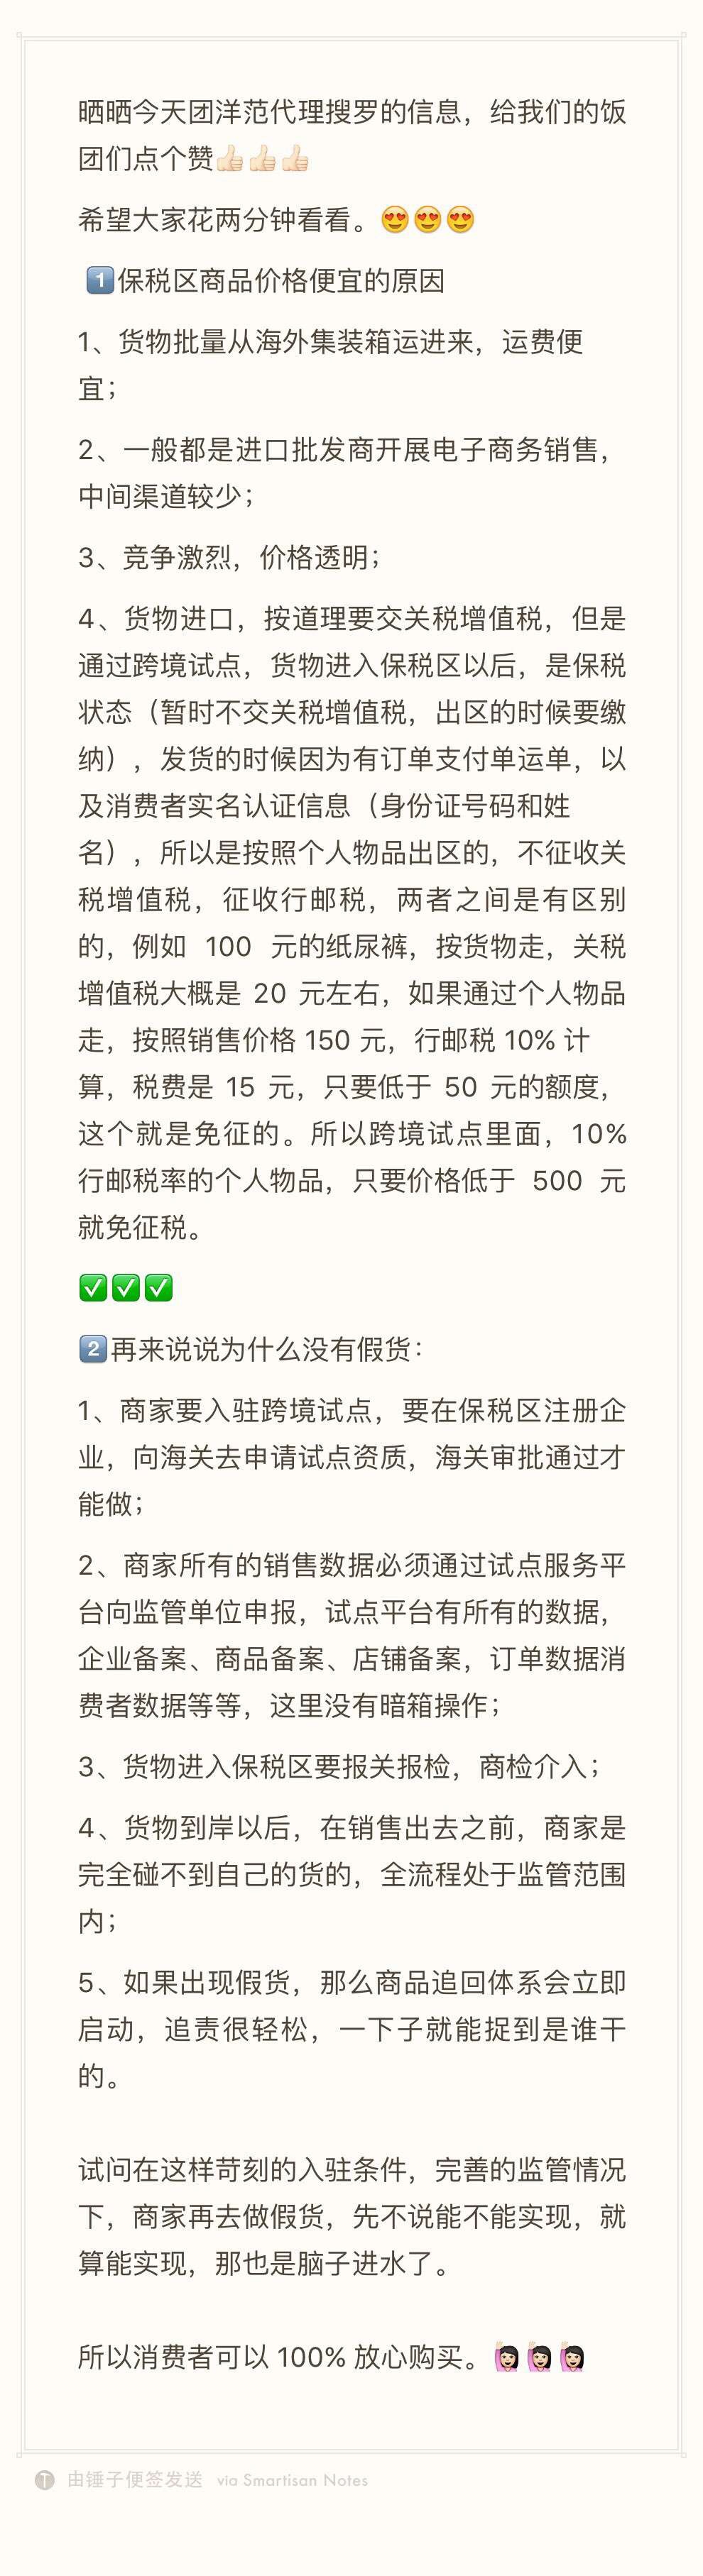 晒晒今天团洋范代理搜罗的信息，给我们的饭
团们点个赞👍🏻👍🏻👍🏻
希望大家花两分钟看看。😍😍😍
1️⃣保税区商品价格便宜的原因
1、货物批量从海外集装箱运进来，运费便
宜；
2、一般都是进口批发商开展电子商务销售，
中间渠道较少；
3、竞争激烈，价格透明；
4、货物进口，按道理要交关税增值税，但是
通过跨境试点，货物进入保税区以后，是保税
状态（暂时不交关税增值税，出区的时候要缴
纳），发货的时候因为有订单支付单运单，以
及消费者实名认证信息（身份证号码和姓
名），所以是按照个人物品出区的，不征收关
税增值税，征收行邮税，两者之间是有区别
的，例如 100 元的纸尿裤，按货物走，关税
增值税大概是 20 元左右，如果通过个人物品
走，按照销售价格 150 元，行邮税 10% 计
算，税费是 15 元，只要低于 50 元的额度，
这个就是免征的。所以跨境试点里面，10%
行邮税率的个人物品，只要价格低于 500 元
就免征税。
✅✅✅
2️⃣再来说说为什么没有假货：
1、商家要入驻跨境试点，要在保税区注册企
业，向海关去申请试点资质，海关审批通过才
能做；
2、商家所有的销售数据必须通过试点服务平
台向监管单位申报，试点平台有所有的数据，
企业备案、商品备案、店铺备案，订单数据消
费者数据等等，这里没有暗箱操作；
3、货物进入保税区要报关报检，商检介入；
4、货物到岸以后，在销售出去之前，商家是
完全碰不到自己的货的，全流程处于监管范围
内；
5、如果出现假货，那么商品追回体系会立即
启动，追责很轻松，一下子就能捉到是谁干
的。
试问在这样苛刻的入驻条件，完善的监管情况
下，商家再去做假货，先不说能不能实现，就
算能实现，那也是脑子进水了。
所以消费者可以 100% 放心购买。🙋🏻🙋🏻🙋🏻
T 由锤子便签发送 via Smartisan Notes